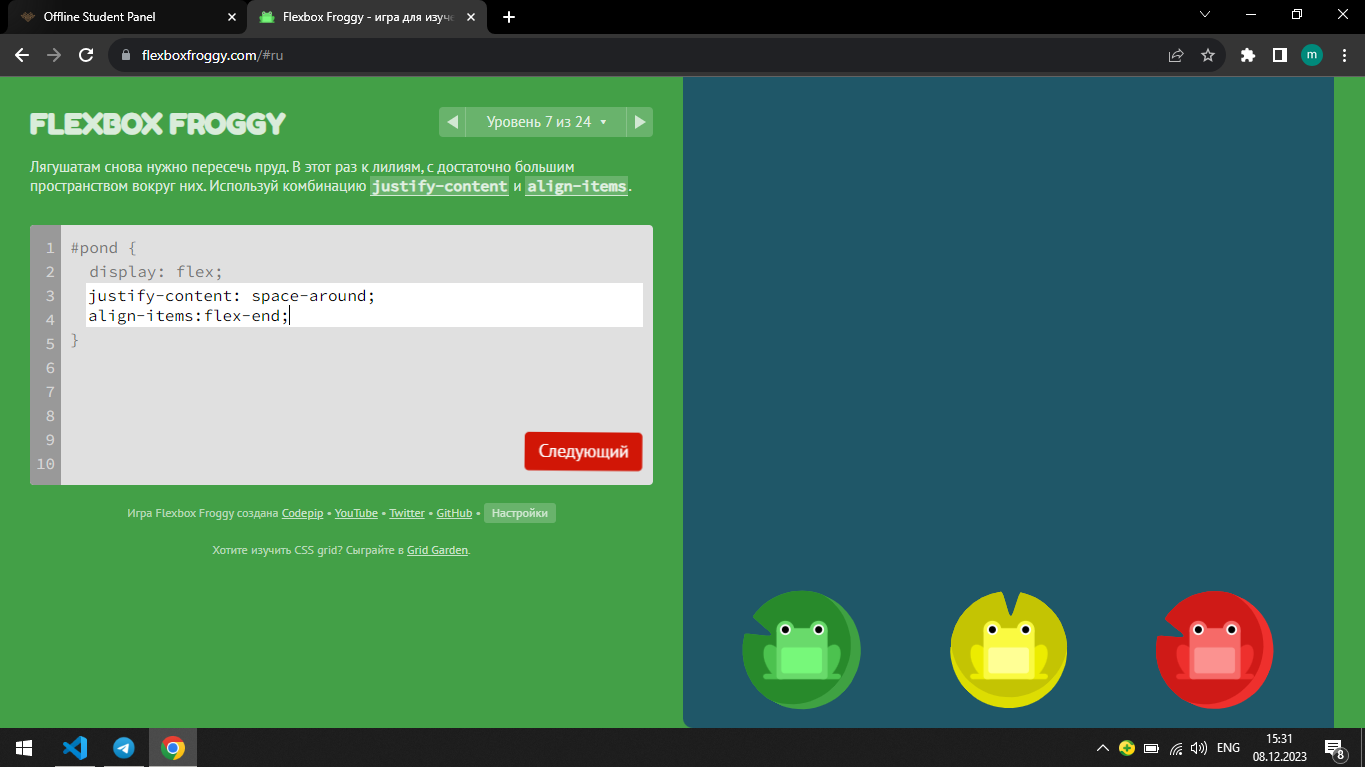 Offline Student Panel
Flexbox Froggy - игра для изуче
flexboxfroggy.com/#ru
m
FLEXBOX FROGGY
Уровень 7 из 24
Лягушатам снова нужно пересечь пруд. В этот раз к лилиям, с достаточно большим
пространством вокруг них. Используй комбинацию justify-content и align-items.
1 #pond {
2 display: flex;
3 justify-content: space-around;
4 align-items:flex-end;
5 }
6
7
8
9
10
Следующий
Игра Flexbox Froggy создана Codepip • YouTube • Twitter • GitHub • Настройки
Хотите изучить CSS grid? Сыграйте в Grid Garden.
ENG
15:31
08.12.2023
8